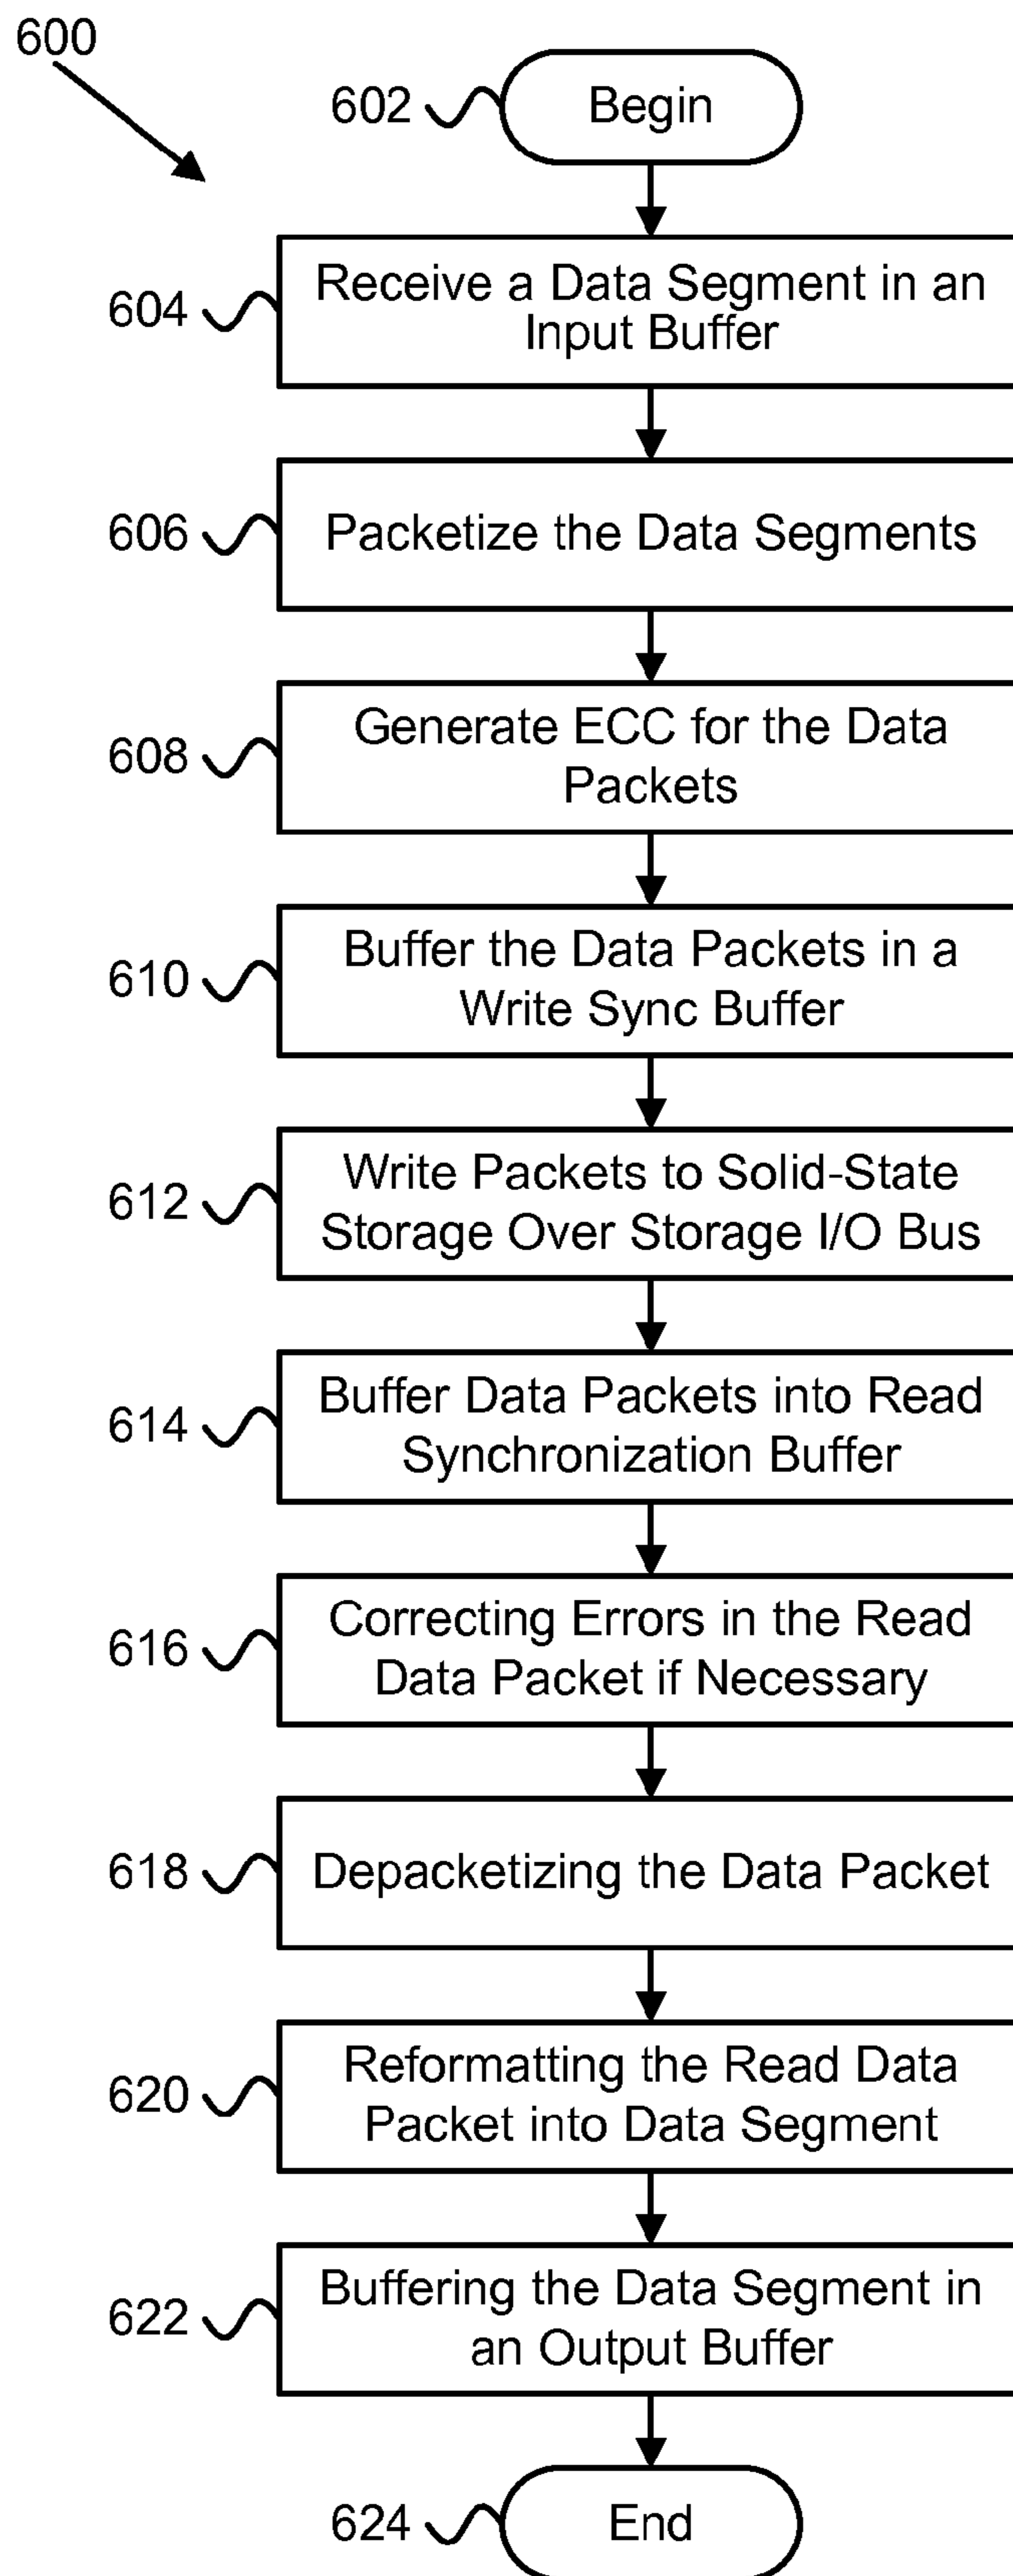 600
602
Begin
604
Receive a Data Segment in an
Input Buffer
606
Packetize the Data Segments
608
Generate ECC for the Data
Packets
610
Buffer the Data Packets in a
Write Sync Buffer
612
Write Packets to Solid-State
Storage Over Storage I/O Bus
614
Buffer Data Packets into Read
Synchronization Buffer
616
Correcting Errors in the Read
Data Packet if Necessary
618
Depacketizing the Data Packet
620
Reformatting the Read Data
Packet into Data Segment
622
Buffering the Data Segment in
an Output Buffer
624
End